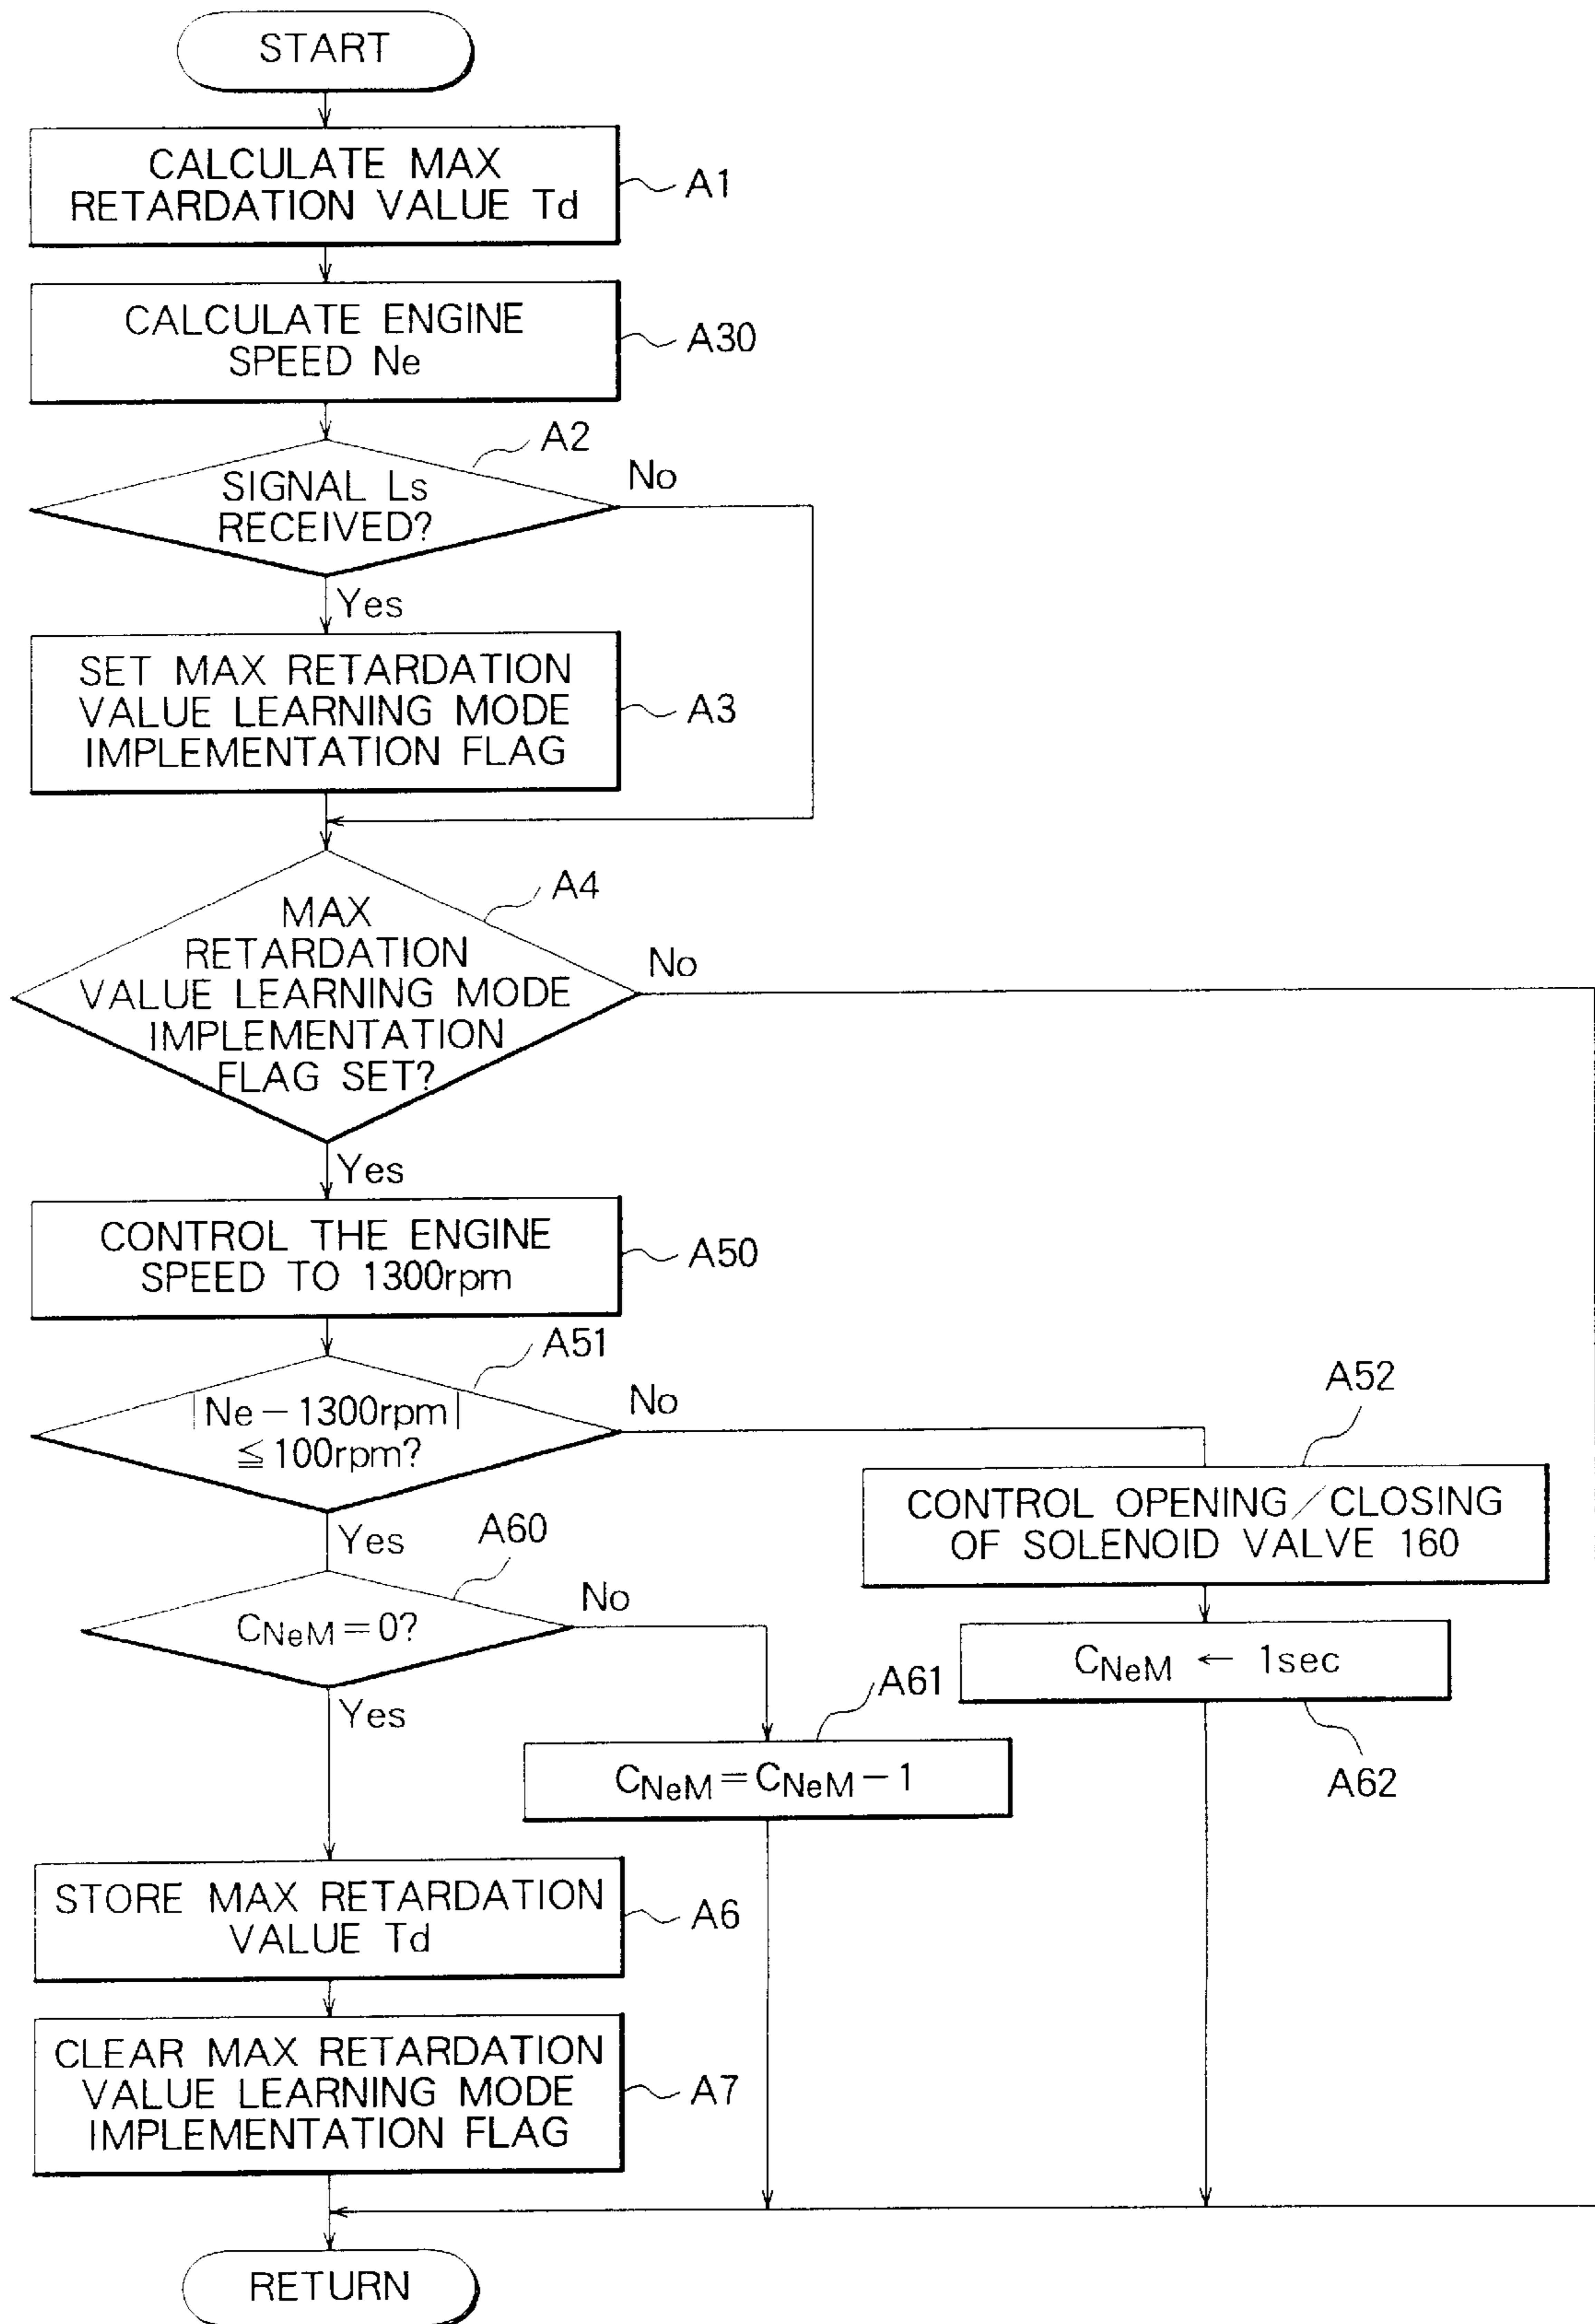 START
CALCULATE MAX
RETARDATION VALUE Td
A1
CALCULATE ENGINE
SPEED Ne
A30
A2
SIGNAL Ls
RECEIVED?
No
Yes
SET MAX RETARDATION
VALUE LEARNING MODE
IMPLEMENTATION FLAG
A3
A4
MAX
RETARDATION
VALUE LEARNING MODE
IMPLEMENTATION
FLAG SET?
No
Yes
CONTROL THE ENGINE
SPEED TO 1300rpm
A50
A51
|Ne－1300rpm|
≦100rpm?
No
Yes
A52
CONTROL OPENING／CLOSING
OF SOLENOID VALVE 160
A60
CNeM＝0?
No
Yes
CNeM ← 1sec
A62
A61
CNeM＝CNeM－1
STORE MAX RETARDATION
VALUE Td
A6
CLEAR MAX RETARDATION
VALUE LEARNING MODE
IMPLEMENTATION FLAG
A7
RETURN